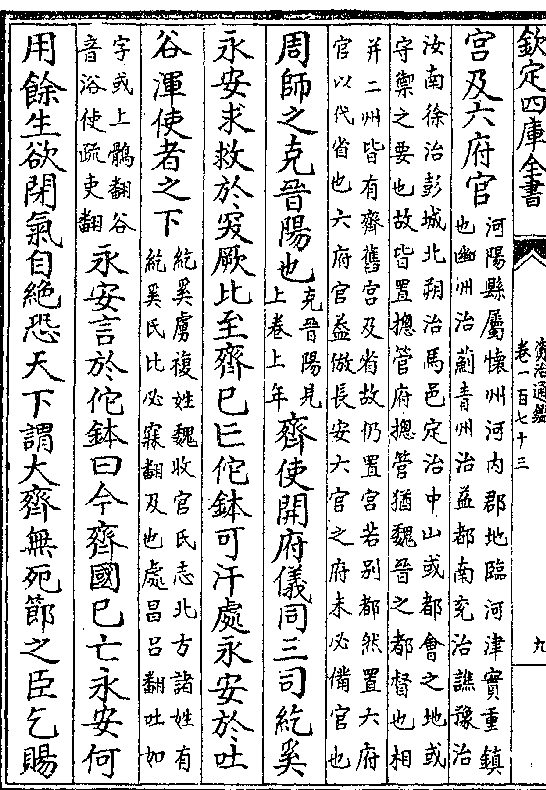 欽定四庫全書
資治通鑑
卷一百七十三
九
宮及六府官
河陽縣屬懷州河內郡地臨河津實重鎮
也幽州治薊青州治益都南兗治譙豫治
汝南徐治彭城北朔治馬邑定治中山或都會之地或
守禦之要也故皆置摠管府摠管猶魏晉之都督也相
并二州皆有齊舊宮及省故仍置宮若別都然置六府
官以代省也六府官葢倣長安六官之府未必備官也
周師之克晉陽也
克晉陽見
上卷上年
齊使開府儀同三司紇奚
永安求救於突厥比至齊已亡佗鉢可汗處永安於吐
谷渾使者之下
紇奚虜複姓魏收官氏志北方諸姓有
紇奚氏比必寐翻及也處昌呂翻吐如
字或土鶻翻谷
音浴使疏吏翻
永安言於佗鉢曰今齊國已亡永安何
用餘生欲閉氣自絶恐天下謂大齊無死節之臣乞賜